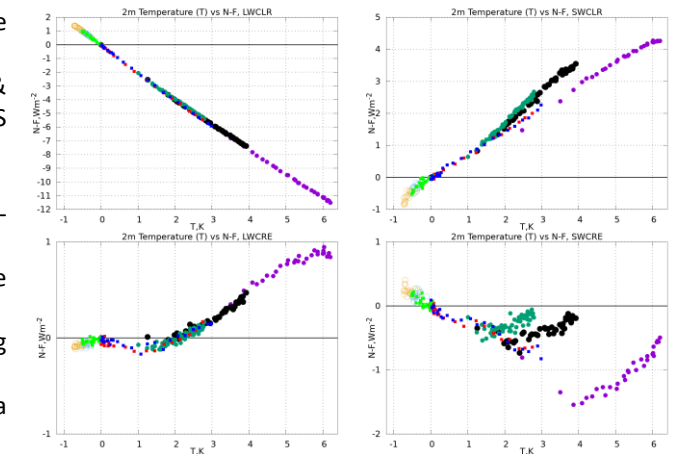 e
&
S
–
e
g
a
2m Temperature (T) vs N-F, LWCLR
N-F,Wm-2
2
1
0
-1
-2
-3
-4
-5
-6
-7
-8
-9
-10
-11
-12
-1 0 1 2 3 4 5 6
T,K
2m Temperature (T) vs N-F, SWCLR
N-F,Wm-2
5
4
3
2
1
0
-1
-1 0 1 2 3 4 5 6
T,K
2m Temperature (T) vs N-F, LWCRE
N-F,Wm-2
1
0
-1
-1 0 1 2 3 4 5 6
T,K
2m Temperature (T) vs N-F, SWCRE
N-F,Wm-2
1
0
-1
-2
-1 0 1 2 3 4 5 6
T,K